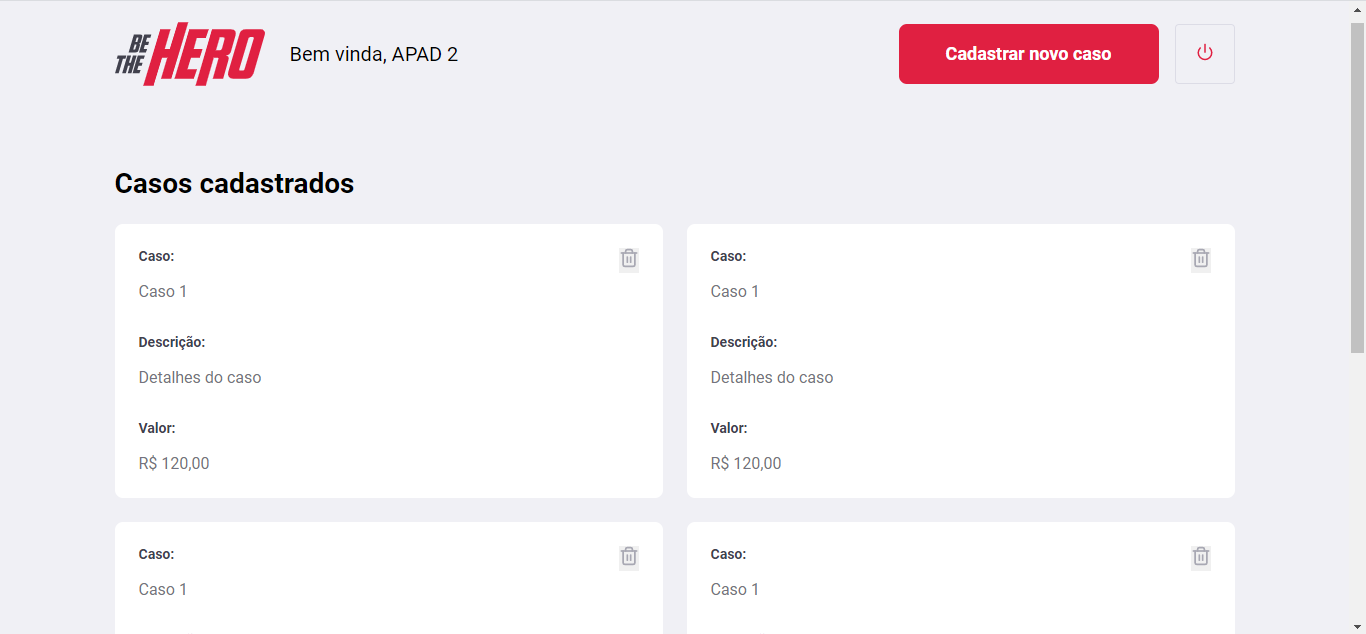 BE THE HERO
Bem vinda, APAD 2
Cadastrar novo caso
Casos cadastrados
Caso:
Caso 1
Descrição:
Detalhes do caso
Valor:
R$ 120,00
Caso:
Caso 1
Descrição:
Detalhes do caso
Valor:
R$ 120,00
Caso:
Caso 1
Caso:
Caso 1